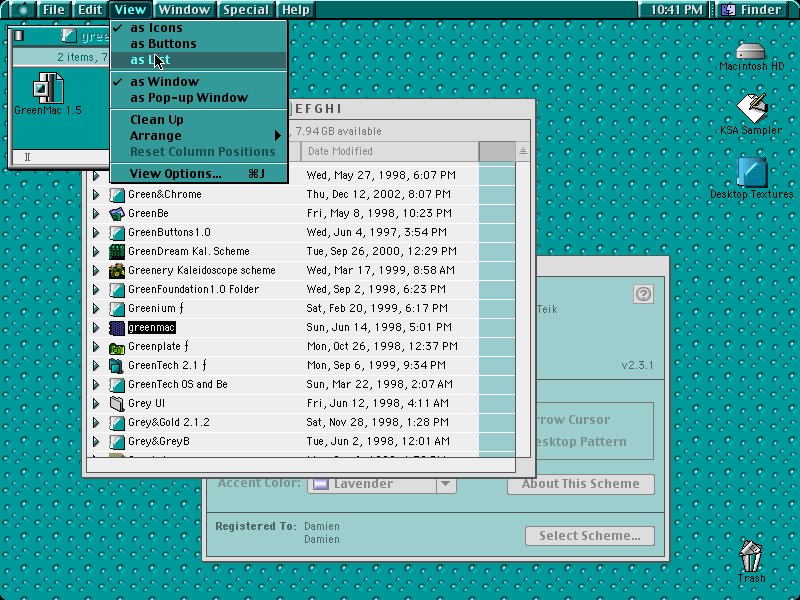 File Edit View Window Special Help 10:41 PM Finder
as Icons
as Buttons
as List
as Window
as Pop-up Window
Clean Up
Arrange
Reset Column Positions
View Options... ⌘J
gree
2 items, 7
GreenMac 1.5
Macintosh HD
KSA Sampler
Desktop Textures
Trash
EFGHI
7.94 GB available
Date Modified
Wed, May 27, 1998, 6:07 PM
Green&Chrome Thu, Dec 12, 2002, 8:07 PM
GreenBe Fri, May 8, 1998, 10:23 PM
GreenButtons1.0 Wed, Jun 4, 1997, 3:54 PM
GreenDream Kal. Scheme Tue, Sep 26, 2000, 12:29 PM
Greenery Kaleidoscope scheme Wed, Mar 17, 1999, 8:58 AM
GreenFoundation1.0 Folder Wed, Sep 2, 1998, 6:23 PM
Greenium ƒ Sat, Feb 20, 1999, 6:17 PM
greenmac Sun, Jun 14, 1998, 5:01 PM
Greenplate ƒ Mon, Oct 26, 1998, 12:37 PM
GreenTech 2.1 ƒ Mon, Sep 6, 1999, 9:34 PM
GreenTech OS and Be Sun, Mar 22, 1998, 2:07 AM
Grey UI Fri, Jun 12, 1998, 4:11 AM
Grey&Gold 2.1.2 Sat, Nov 28, 1998, 1:28 PM
Grey&GreyB Tue, Jun 2, 1998, 12:01 AM
Teik
v2.3.1
rrow Cursor
esktop Pattern
Accent Color: Lavender About This Scheme
Registered To: Damien
Damien
Select Scheme...